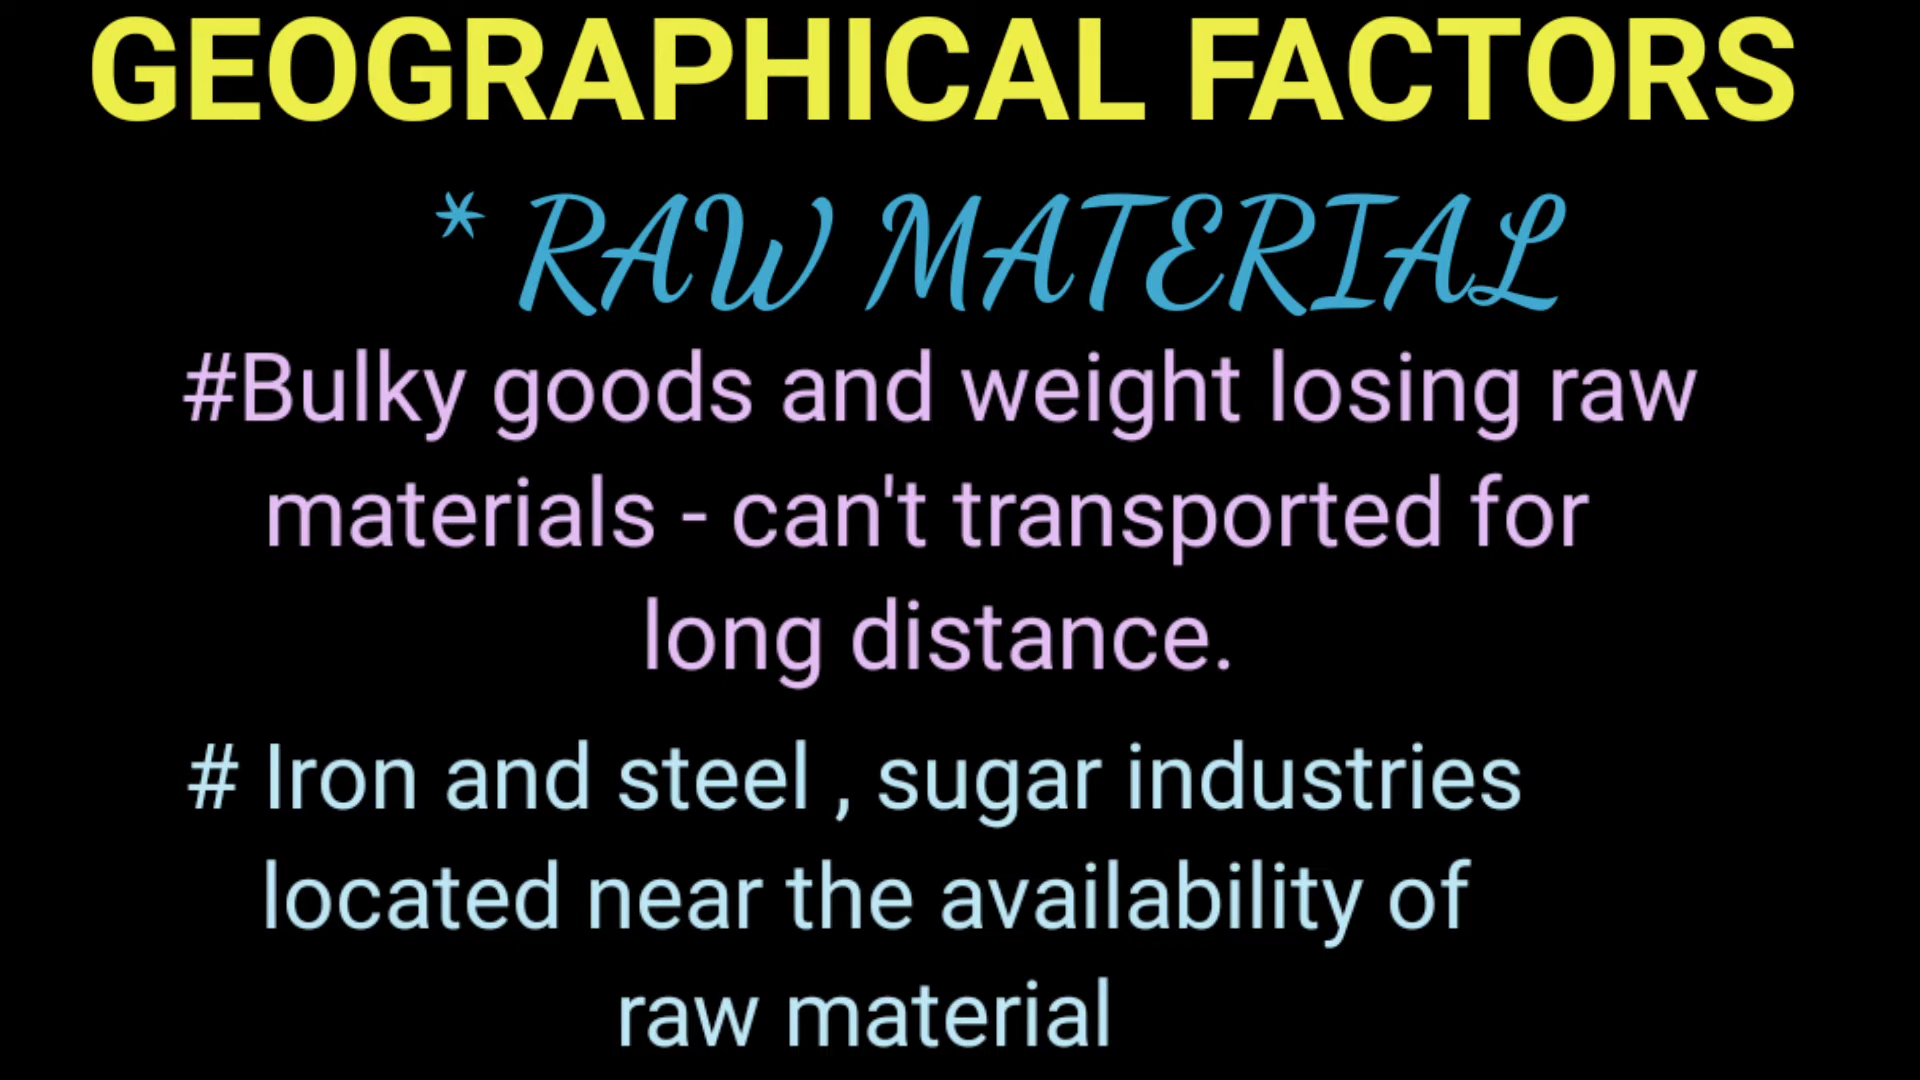 GEOGRAPHICAL FACTORS
* RAW MATERIAL
#Bulky goods and weight losing raw
materials - can't transported for
long distance.
# Iron and steel , sugar industries
located near the availability of
raw material